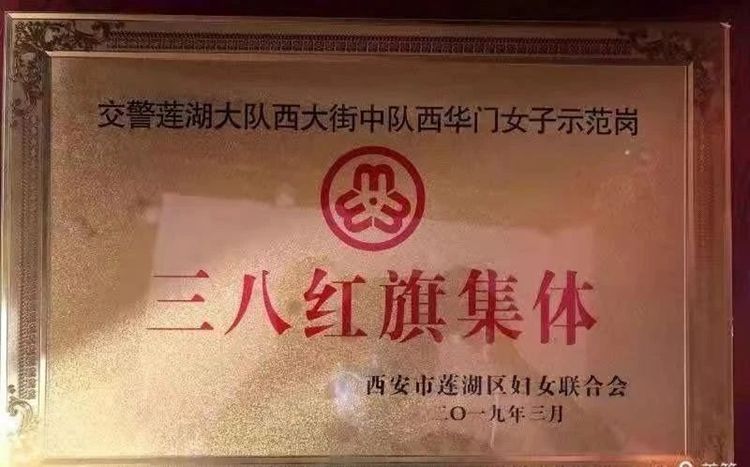 交警莲湖大队西大街中队西华门女子示范岗
三八红旗集体
西安市莲湖区妇女联合会
二〇一九年三月